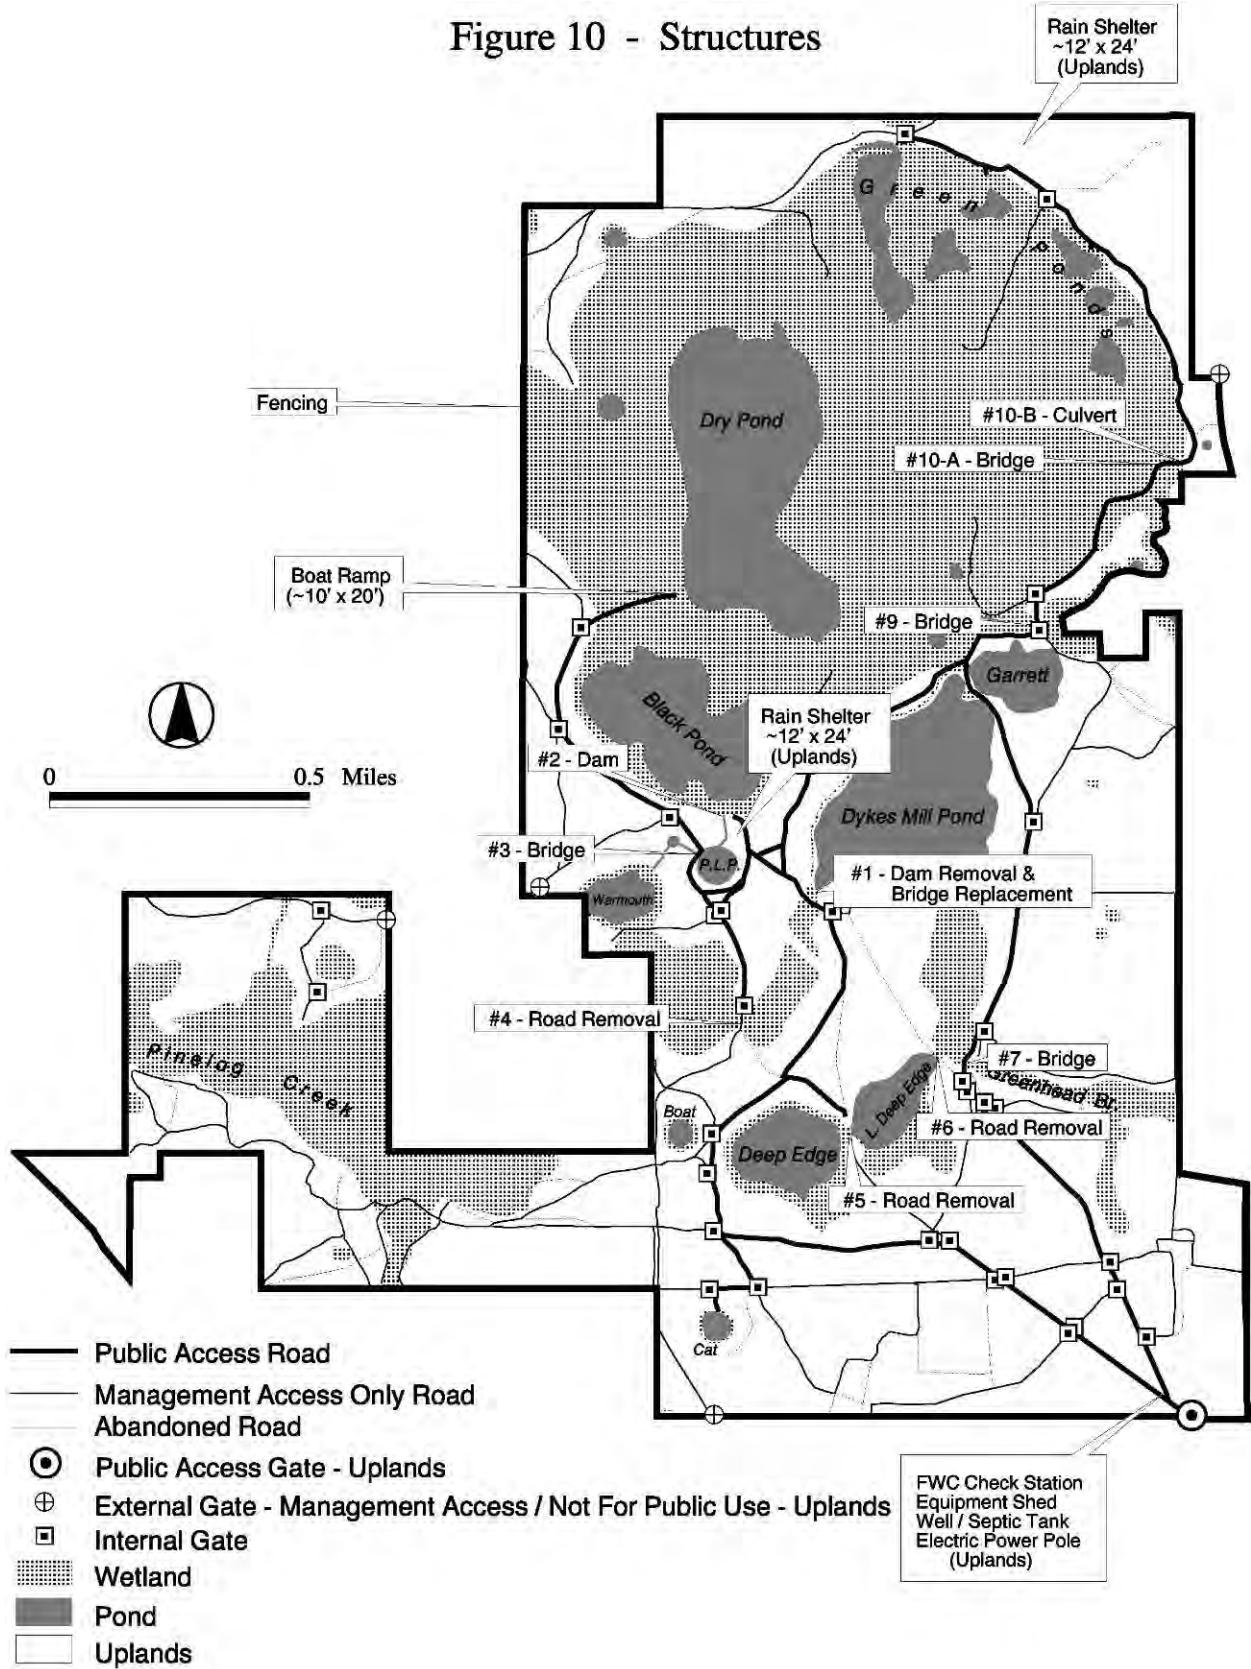 Figure 10 - Structures
Rain Shelter
~12' x 24'
(Uplands)
Green
Ponds
Fencing
Dry Pond
#10-B - Culvert
#10-A - Bridge
Boat Ramp
(~10' x 20')
#9 - Bridge
Garrett
Black Pond
Rain Shelter
~12' x 24'
(Uplands)
#2 - Dam
0 0.5 Miles
Dykes Mill Pond
#3 - Bridge
P.L.P.
#1 - Dam Removal &
Bridge Replacement
Warmouth
#4 - Road Removal
Pinelog
Creek
#7 - Bridge
Greenhead Br.
L. Deep Edge
Boat
#6 - Road Removal
Deep Edge
#5 - Road Removal
Cat
Public Access Road
Management Access Only Road
Abandoned Road
Public Access Gate - Uplands
External Gate - Management Access / Not For Public Use - Uplands
Internal Gate
Wetland
Pond
Uplands
FWC Check Station
Equipment Shed
Well / Septic Tank
Electric Power Pole
(Uplands)